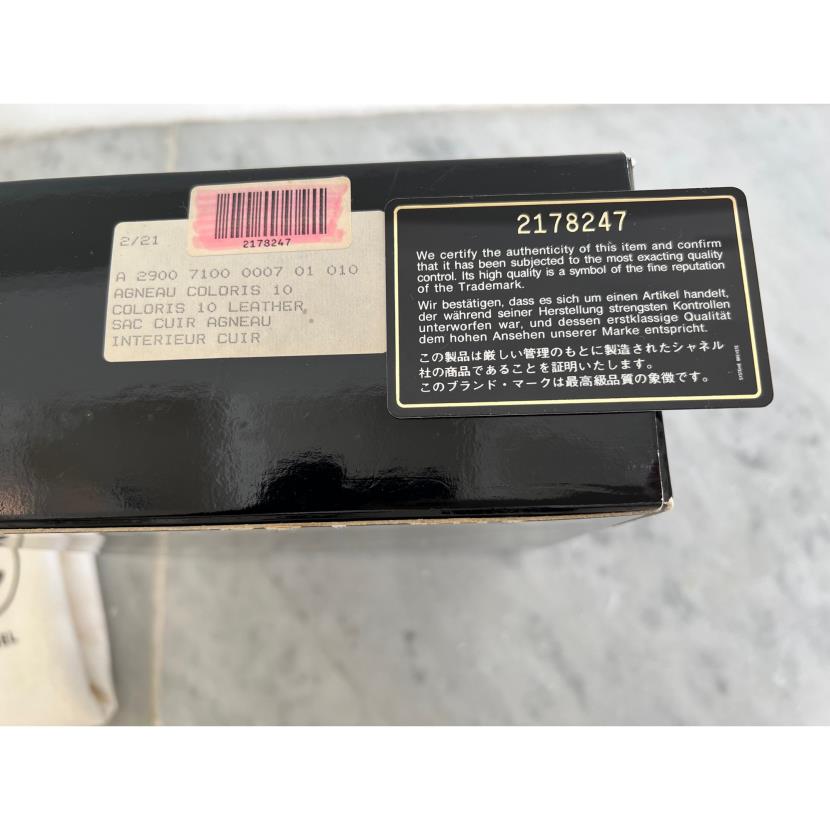 2178247
2/21
A 2900 7100 0007 01 010
AGNEAU COLORIS 10
COLORIS 10 LEATHER
SAC CUIR AGNEAU
INTERIEUR CUIR
2178247
We certify the authenticity of this item and confirm
that it has been subjected to the most exacting quality
control. Its high quality is a symbol of the fine reputation
of the Trademark.
Wir bestätigen, dass es sich um einen Artikel handelt,
der während seiner Herstellung strengsten Kontrollen
unterworfen war, und dessen erstklassige Qualität
dem hohen Ansehen unserer Marke entspricht.
この製品は厳しい管理のもとに製造されたシャネル
社の商品であることを証明いたします。
このブランド・マークは最高級品質の象徴です。